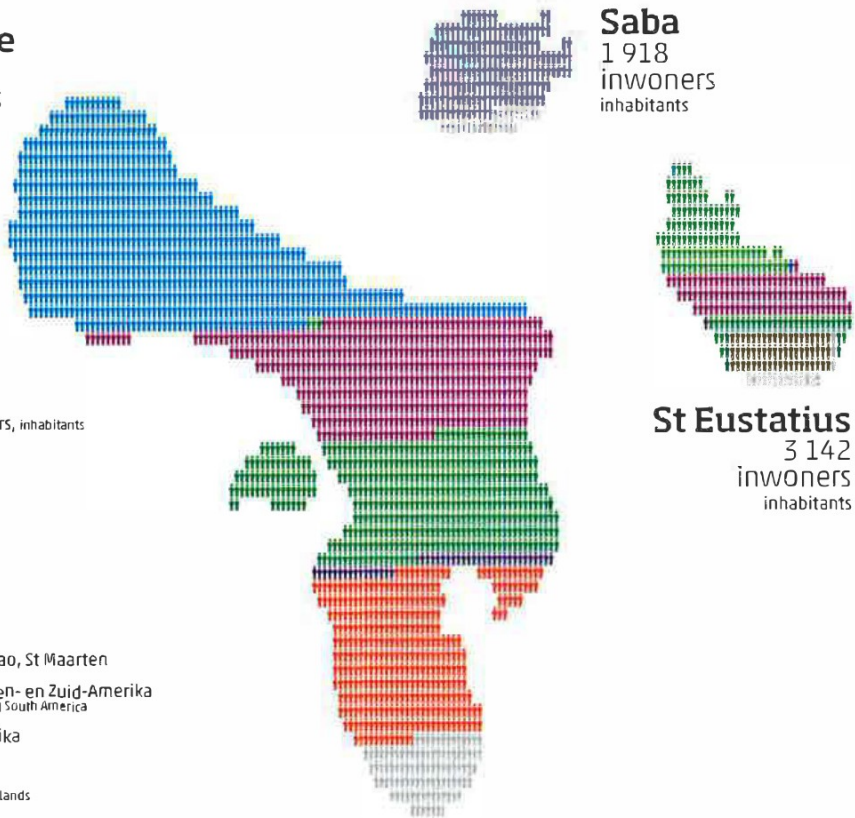 e
Saba
1 918
inwoners
inhabitants
St Eustatius
3 142
inwoners
inhabitants
TS, inhabitants
ao, St Maarten
en- en Zuid-Amerika
South America
ika
lands